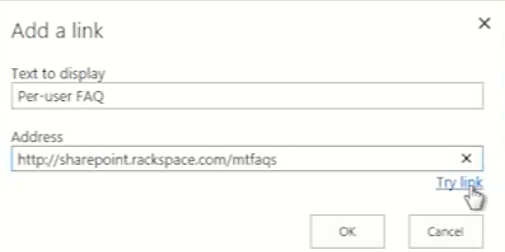 Add a link
Text to display
Per-user FAQ
Address
http://sharepoint.rackspace.com/mtfaqs
Try link
OK
Cancel